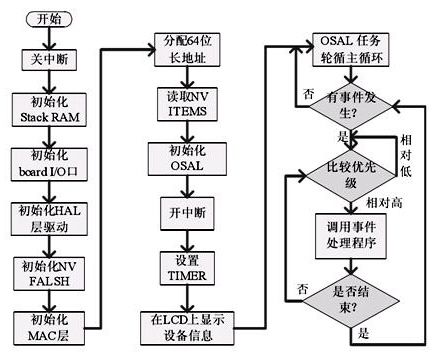 开始
关中断
初始化
Stack RAM
初始化
board I/O口
初始化HAL
层驱动
初始化NV
FALSH
初始化
MAC层
分配64位
长地址
读取NV
ITEMS
初始化
OSAL
开中断
设置
TIMER
在LCD上显示
设备信息
OSAL 任务
轮循主循环
否
有事件发
生?
是
相
对
低
比较优先
级
相对高
调用事件
处理程序
否
是否结
束?
是